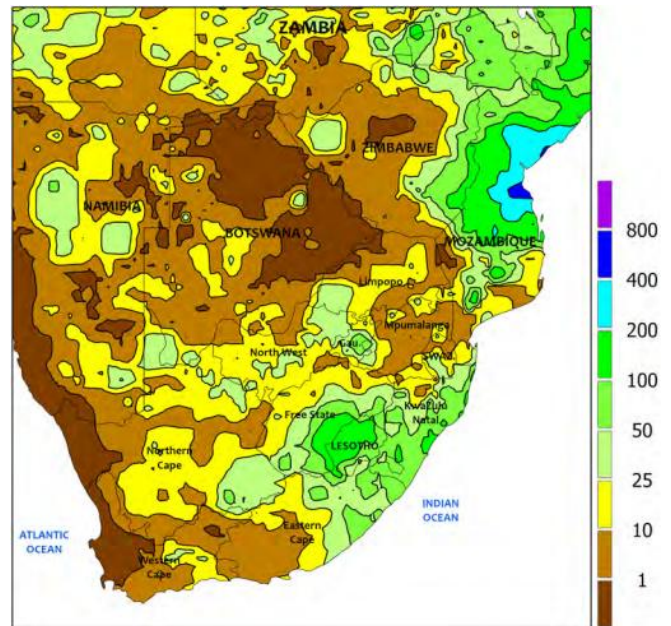 ZAMBIA
ZIMBABWE
NAMIBIA
BOTSWANA
MOZAMBIQUE
Limpopo
Mpumalanga
Gau.
North West
SWAZ.
Free State
KwaZulu
Natal
LESOTHO
Northern
Cape
Eastern
Cape
Western
Cape
ATLANTIC
OCEAN
INDIAN
OCEAN
800
400
200
100
50
25
10
1